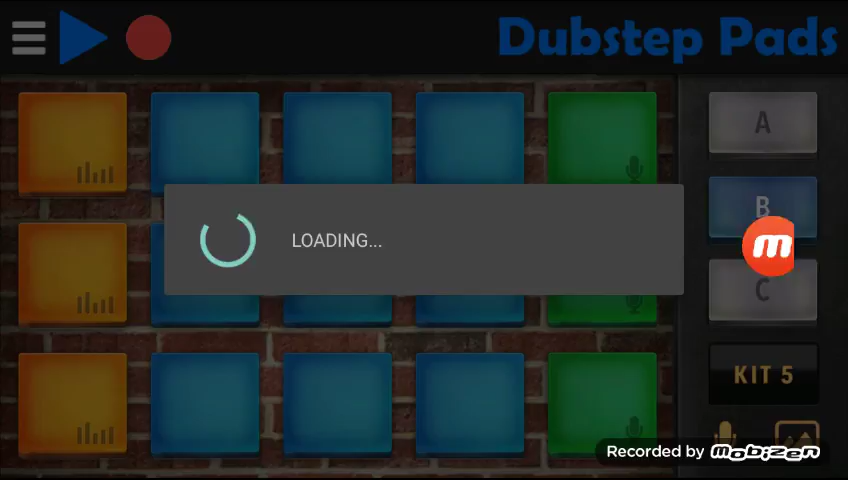 Dubstep Pads
A
B
LOADING...
m
C
KIT 5
Recorded by mobizen